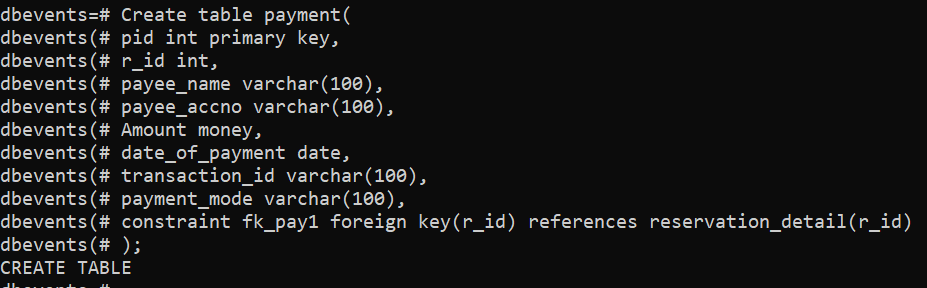 dbevents=# Create table payment(
dbevents(# pid int primary key,
dbevents(# r_id int,
dbevents(# payee_name varchar(100),
dbevents(# payee_accno varchar(100),
dbevents(# Amount money,
dbevents(# date_of_payment date,
dbevents(# transaction_id varchar(100),
dbevents(# payment_mode varchar(100),
dbevents(# constraint fk_pay1 foreign key(r_id) references reservation_detail(r_id)
dbevents(# );
CREATE TABLE
dbevents=#